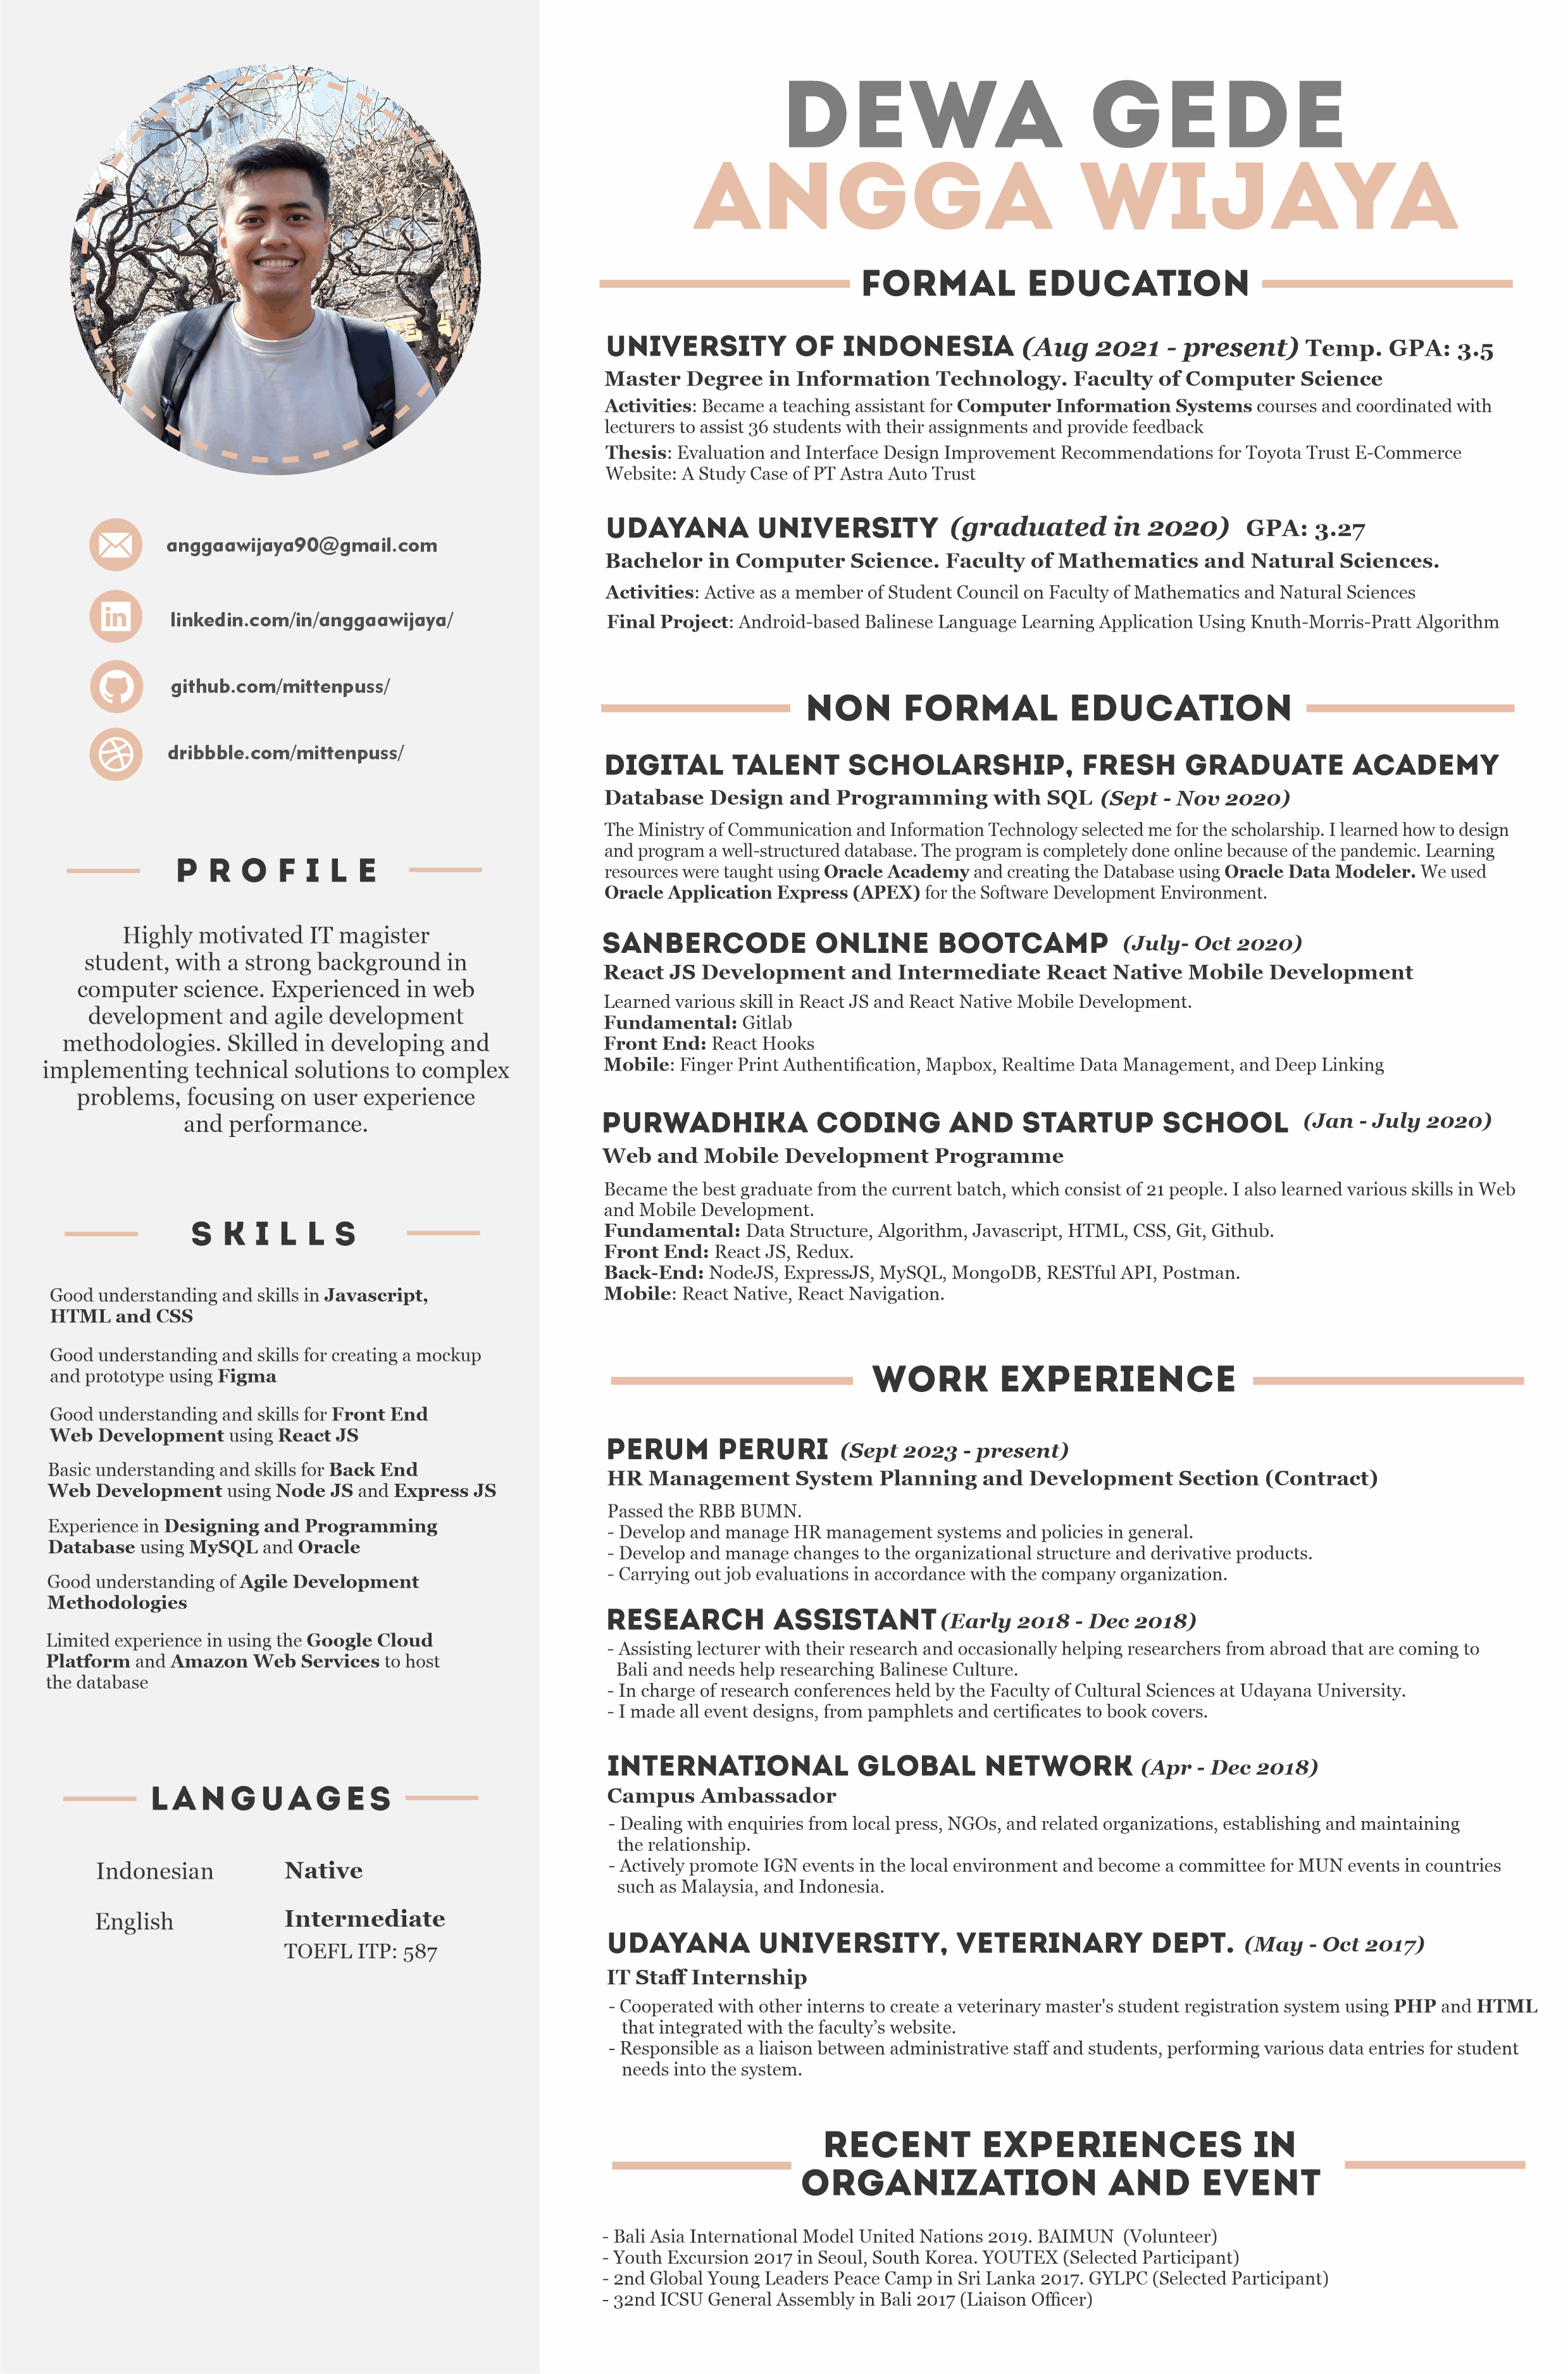 DEWA GEDE
ANGGA WIJAYA
anggaawijaya90@gmail.com
linkedin.com/in/anggaawijaya/
github.com/mittenpuss/
dribbble.com/mittenpuss/
PROFILE
Highly motivated IT magister
student, with a strong background in
computer science. Experienced in web
development and agile development
methodologies. Skilled in developing and
implementing technical solutions to complex
problems, focusing on user experience
and performance.
SKILLS
Good understanding and skills in Javascript,
HTML and CSS
Good understanding and skills for creating a mockup
and prototype using Figma
Good understanding and skills for Front End
Web Development using React JS
Basic understanding and skills for Back End
Web Development using Node JS and Express JS
Experience in Designing and Programming
Database using MySQL and Oracle
Good understanding of Agile Development
Methodologies
Limited experience in using the Google Cloud
Platform and Amazon Web Services to host
the database
LANGUAGES
Indonesian Native
English Intermediate
TOEFL ITP: 587
FORMAL EDUCATION
UNIVERSITY OF INDONESIA (Aug 2021 - present) Temp. GPA: 3.5
Master Degree in Information Technology. Faculty of Computer Science
Activities: Became a teaching assistant for Computer Information Systems courses and coordinated with
lecturers to assist 36 students with their assignments and provide feedback
Thesis: Evaluation and Interface Design Improvement Recommendations for Toyota Trust E-Commerce
Website: A Study Case of PT Astra Auto Trust
UDAYANA UNIVERSITY (graduated in 2020) GPA: 3.27
Bachelor in Computer Science. Faculty of Mathematics and Natural Sciences.
Activities: Active as a member of Student Council on Faculty of Mathematics and Natural Sciences
Final Project: Android-based Balinese Language Learning Application Using Knuth-Morris-Pratt Algorithm
NON FORMAL EDUCATION
DIGITAL TALENT SCHOLARSHIP, FRESH GRADUATE ACADEMY
Database Design and Programming with SQL (Sept - Nov 2020)
The Ministry of Communication and Information Technology selected me for the scholarship. I learned how to design
and program a well-structured database. The program is completely done online because of the pandemic. Learning
resources were taught using Oracle Academy and creating the Database using Oracle Data Modeler. We used
Oracle Application Express (APEX) for the Software Development Environment.
SANBERCODE ONLINE BOOTCAMP (July- Oct 2020)
React JS Development and Intermediate React Native Mobile Development
Learned various skill in React JS and React Native Mobile Development.
Fundamental: Gitlab
Front End: React Hooks
Mobile: Finger Print Authentification, Mapbox, Realtime Data Management, and Deep Linking
PURWADHIKA CODING AND STARTUP SCHOOL (Jan - July 2020)
Web and Mobile Development Programme
Became the best graduate from the current batch, which consist of 21 people. I also learned various skills in Web
and Mobile Development.
Fundamental: Data Structure, Algorithm, Javascript, HTML, CSS, Git, Github.
Front End: React JS, Redux.
Back-End: NodeJS, ExpressJS, MySQL, MongoDB, RESTful API, Postman.
Mobile: React Native, React Navigation.
WORK EXPERIENCE
PERUM PERURI (Sept 2023 - present)
HR Management System Planning and Development Section (Contract)
Passed the RBB BUMN.
- Develop and manage HR management systems and policies in general.
- Develop and manage changes to the organizational structure and derivative products.
- Carrying out job evaluations in accordance with the company organization.
RESEARCH ASSISTANT (Early 2018 - Dec 2018)
- Assisting lecturer with their research and occasionally helping researchers from abroad that are coming to
Bali and needs help researching Balinese Culture.
- In charge of research conferences held by the Faculty of Cultural Sciences at Udayana University.
- I made all event designs, from pamphlets and certificates to book covers.
INTERNATIONAL GLOBAL NETWORK (Apr - Dec 2018)
Campus Ambassador
- Dealing with enquiries from local press, NGOs, and related organizations, establishing and maintaining
the relationship.
- Actively promote IGN events in the local environment and become a committee for MUN events in countries
such as Malaysia, and Indonesia.
UDAYANA UNIVERSITY, VETERINARY DEPT. (May - Oct 2017)
IT Staff Internship
- Cooperated with other interns to create a veterinary master's student registration system using PHP and HTML
that integrated with the faculty’s website.
- Responsible as a liaison between administrative staff and students, performing various data entries for student
needs into the system.
RECENT EXPERIENCES IN
ORGANIZATION AND EVENT
- Bali Asia International Model United Nations 2019. BAIMUN (Volunteer)
- Youth Excursion 2017 in Seoul, South Korea. YOUTEX (Selected Participant)
- 2nd Global Young Leaders Peace Camp in Sri Lanka 2017. GYLPC (Selected Participant)
- 32nd ICSU General Assembly in Bali 2017 (Liaison Officer)